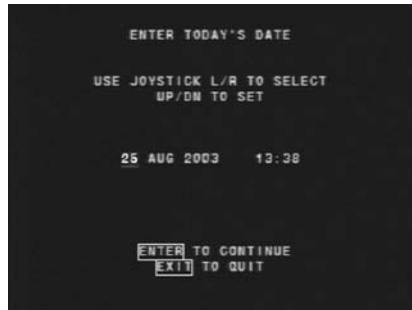 ENTER TODAY'S DATE
USE JOYSTICK L/R TO SELECT
UP/DN TO SET
25 AUG 2003 13:38
ENTER TO CONTINUE
EXIT TO QUIT